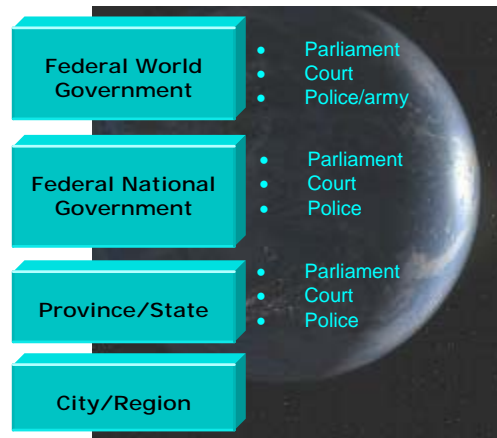 Federal World
Government
• Parliament
• Court
• Police/army
Federal National
Government
• Parliament
• Court
• Police
Province/State
• Parliament
• Court
• Police
City/Region